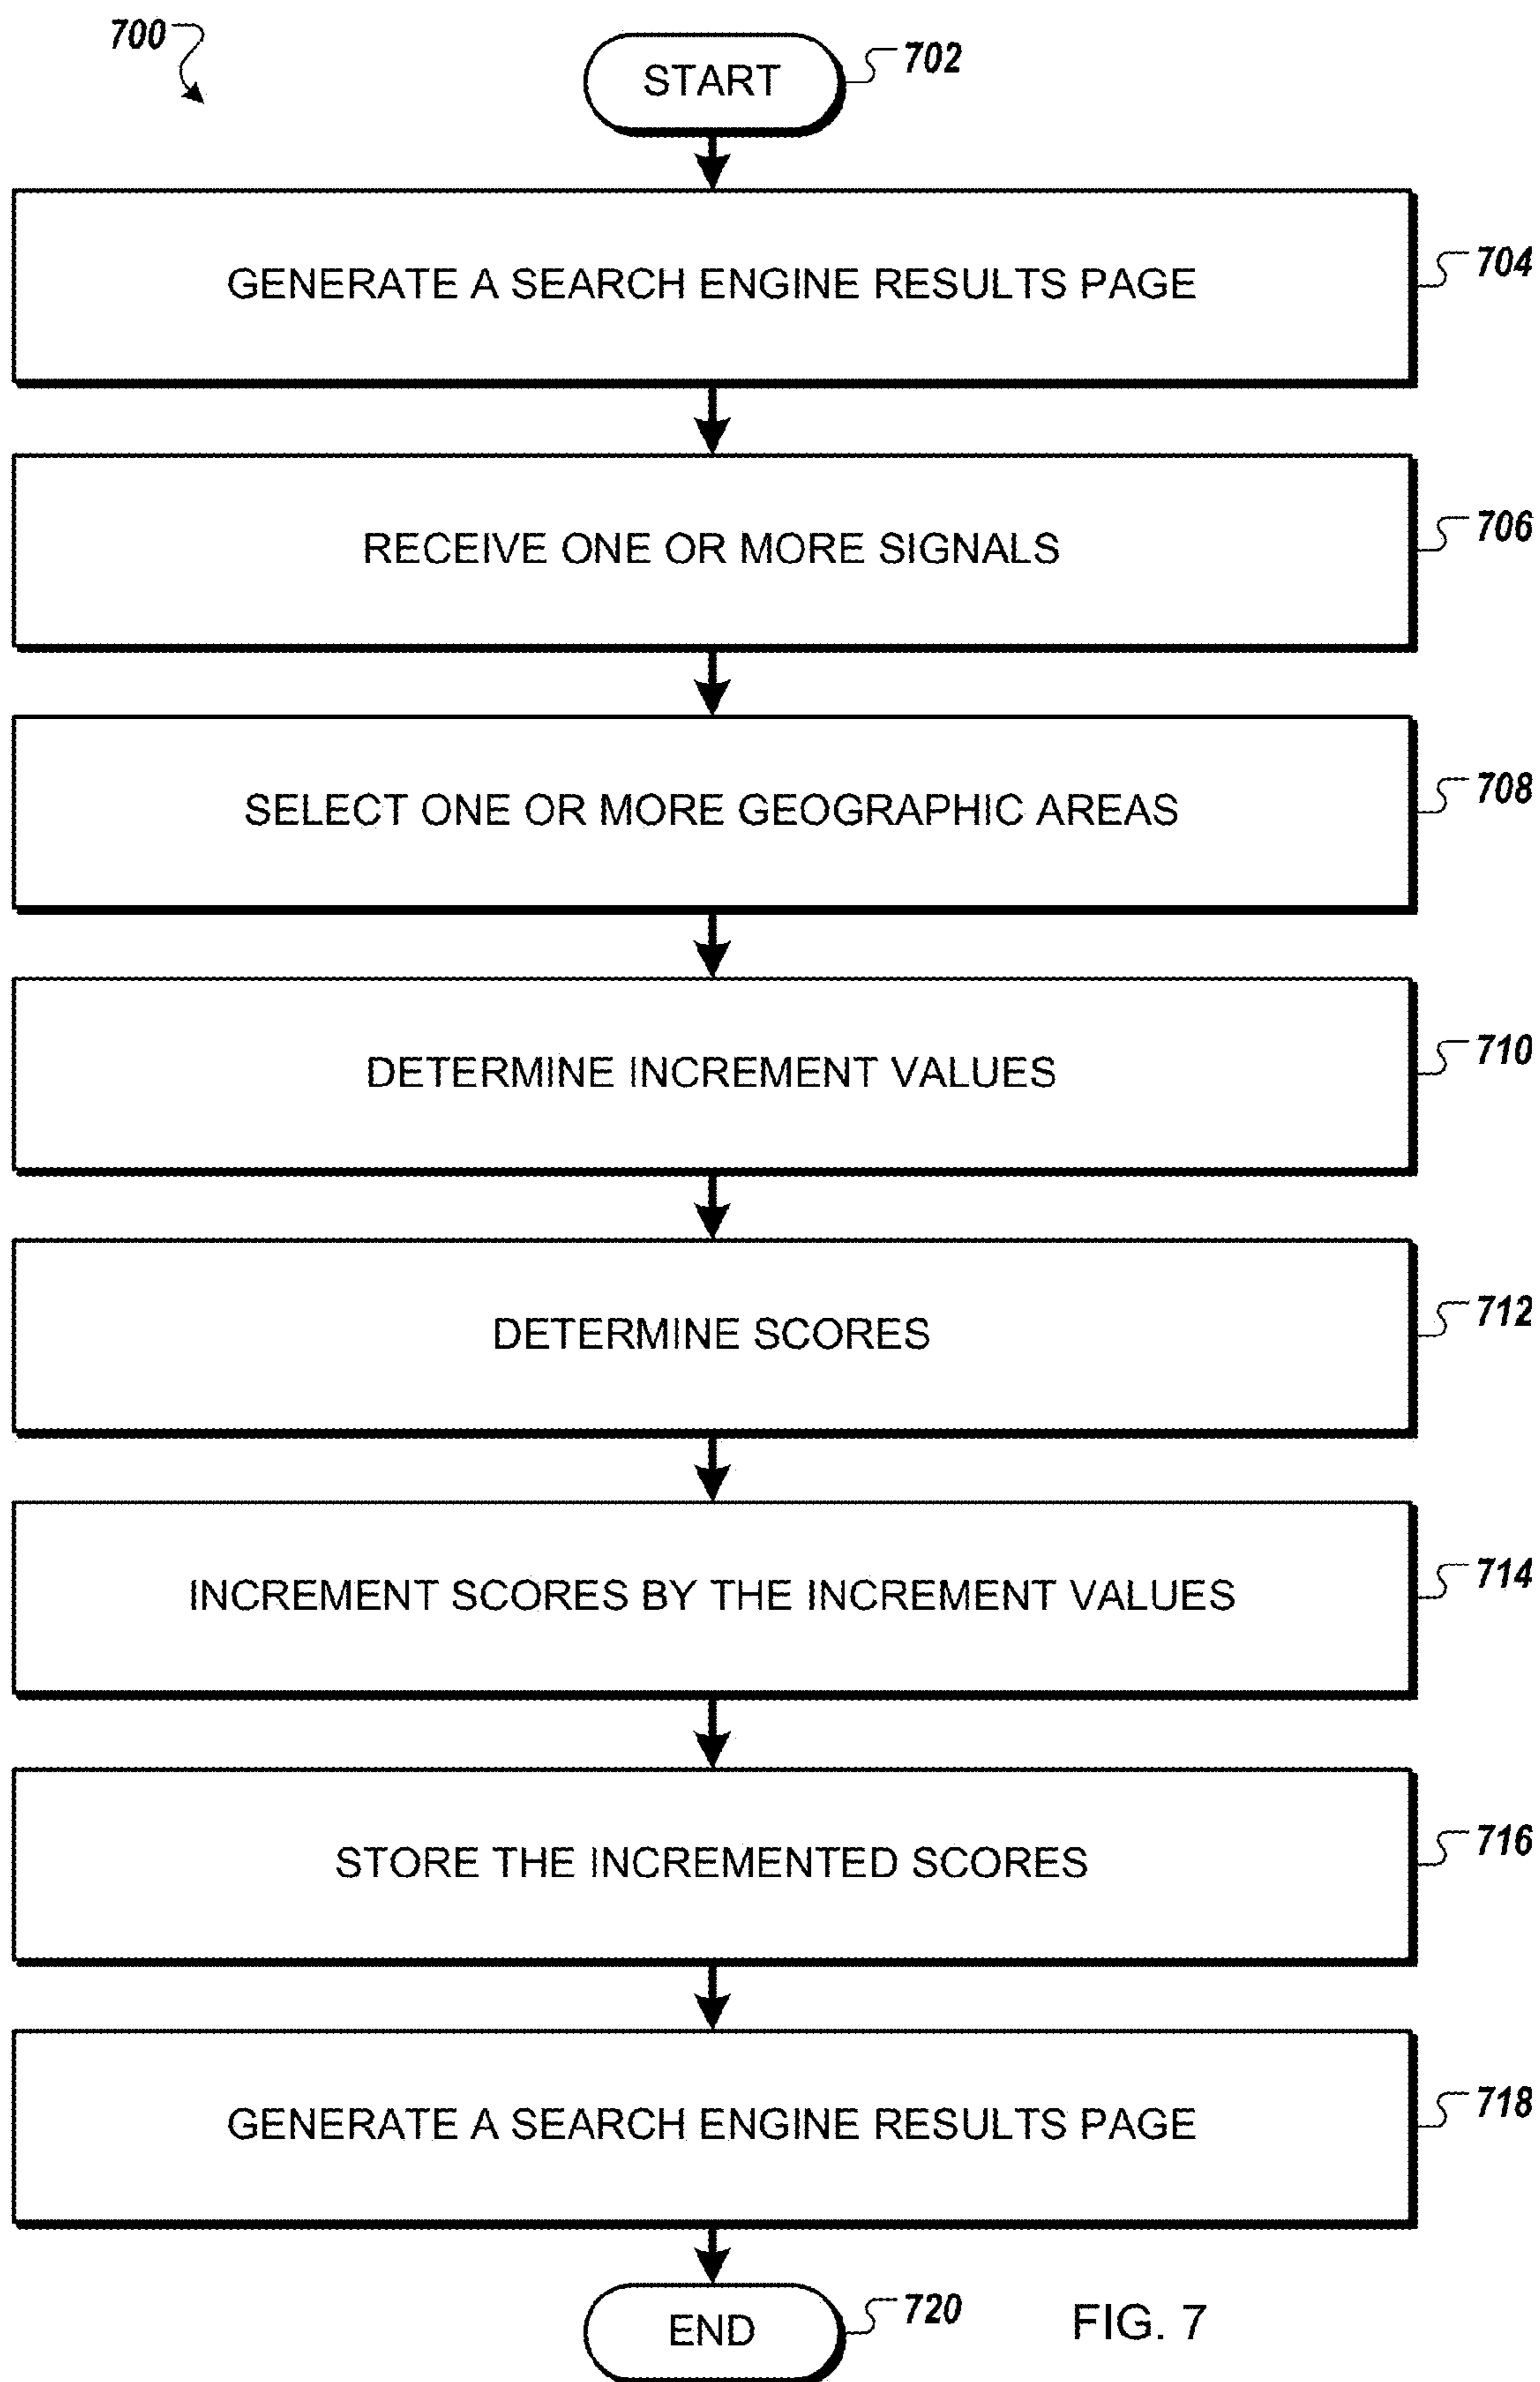 700
START
702
GENERATE A SEARCH ENGINE RESULTS PAGE
704
RECEIVE ONE OR MORE SIGNALS
706
SELECT ONE OR MORE GEOGRAPHIC AREAS
708
DETERMINE INCREMENT VALUES
710
DETERMINE SCORES
712
INCREMENT SCORES BY THE INCREMENT VALUES
714
STORE THE INCREMENTED SCORES
716
GENERATE A SEARCH ENGINE RESULTS PAGE
718
END
720
FIG. 7